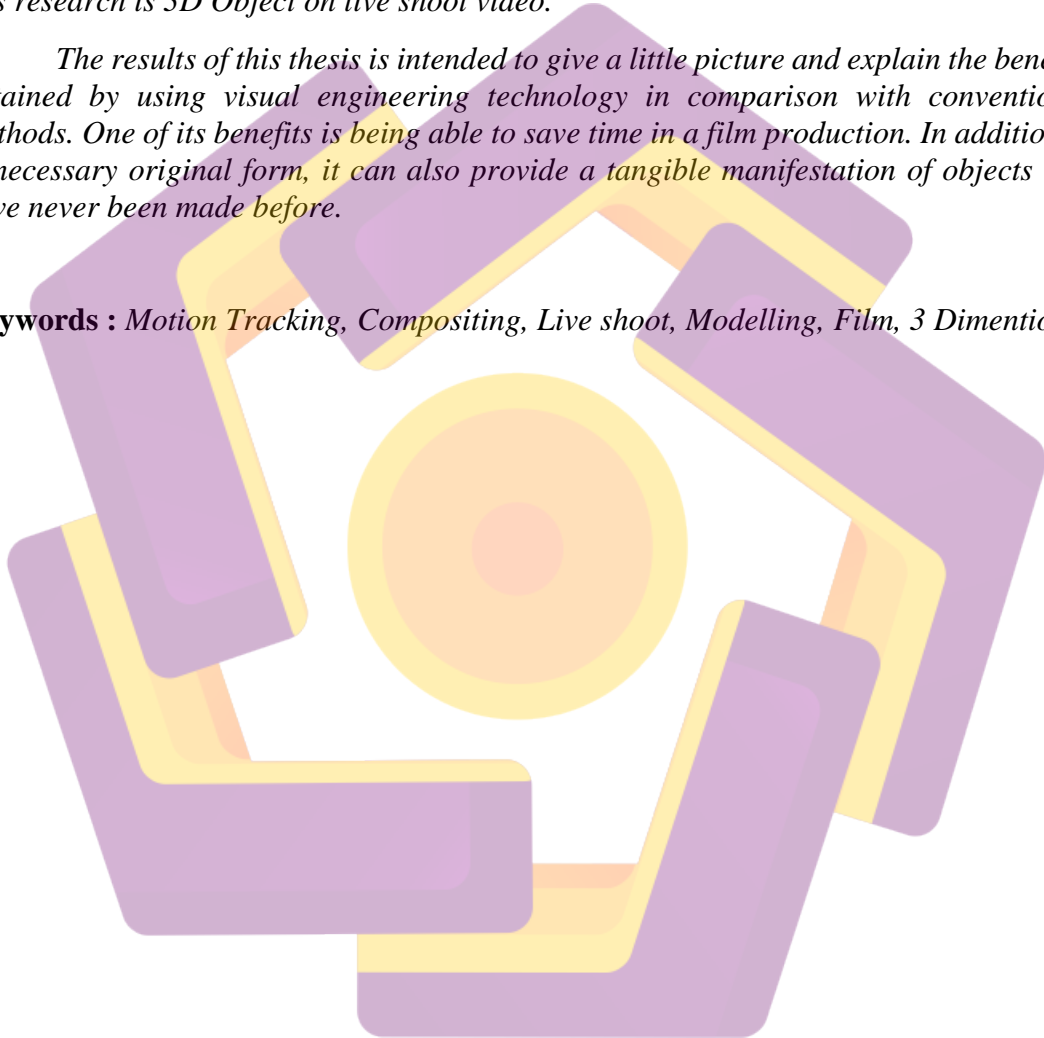 s research is 3D Object on live shoot video.
The results of this thesis is intended to give a little picture and explain the bene
tained by using visual engineering technology in comparison with conventio
thods. One of its benefits is being able to save time in a film production. In addition
necessary original form, it can also provide a tangible manifestation of objects
ve never been made before.
ywords : Motion Tracking, Compositing, Live shoot, Modelling, Film, 3 Dimentio